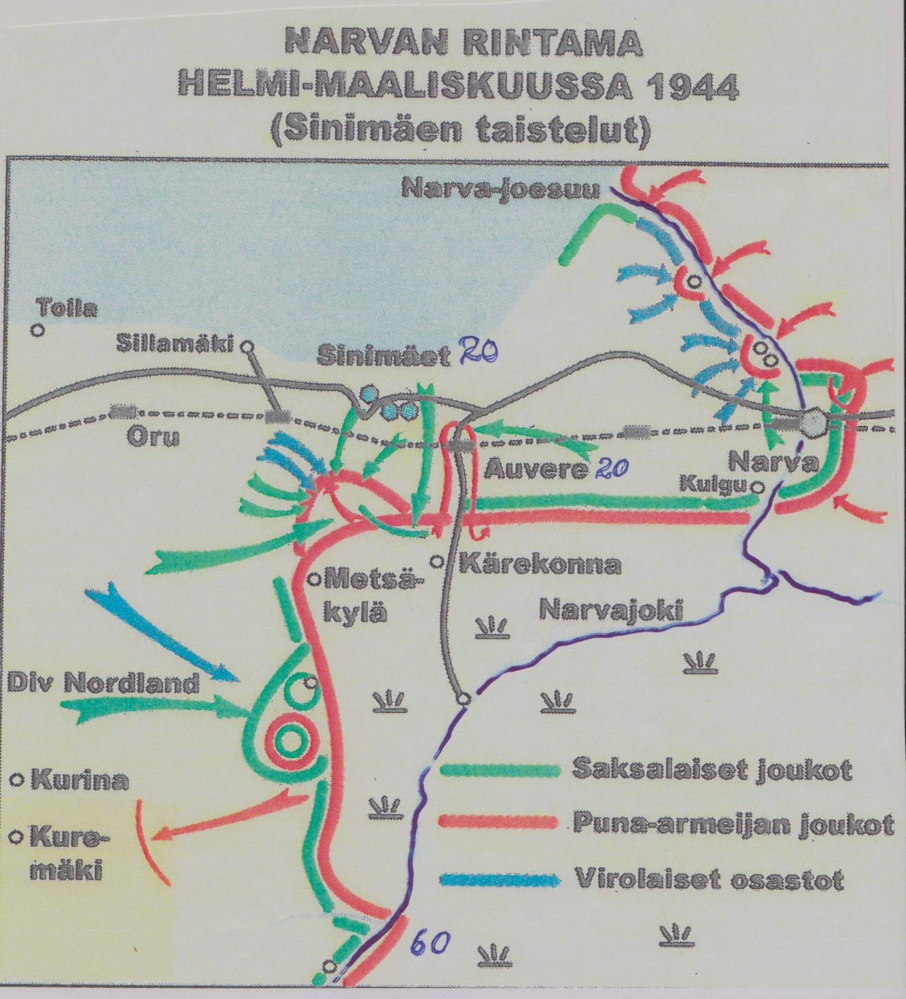 NARVAN RINTAMA
HELMI-MAALISKUUSSA 1944
(Sinimäen taistelut)
Narva-joesuu
Toila
Sillamäki
Sinimäet 20
Oru
Auvere 20
Narva
Kulgu
Kärekonna
Metsä-
kylä
Narvajoki
Div Nordland
Kurina
Kure-
mäki
Saksalaiset joukot
Puna-armeijan joukot
Virolaiset osastot
60